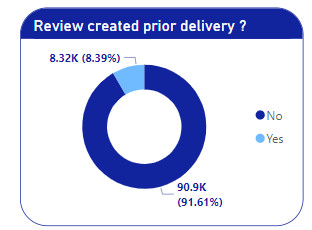 Review created prior delivery ?
8.32K (8.39%)
No
Yes
90.9K
(91.61%)